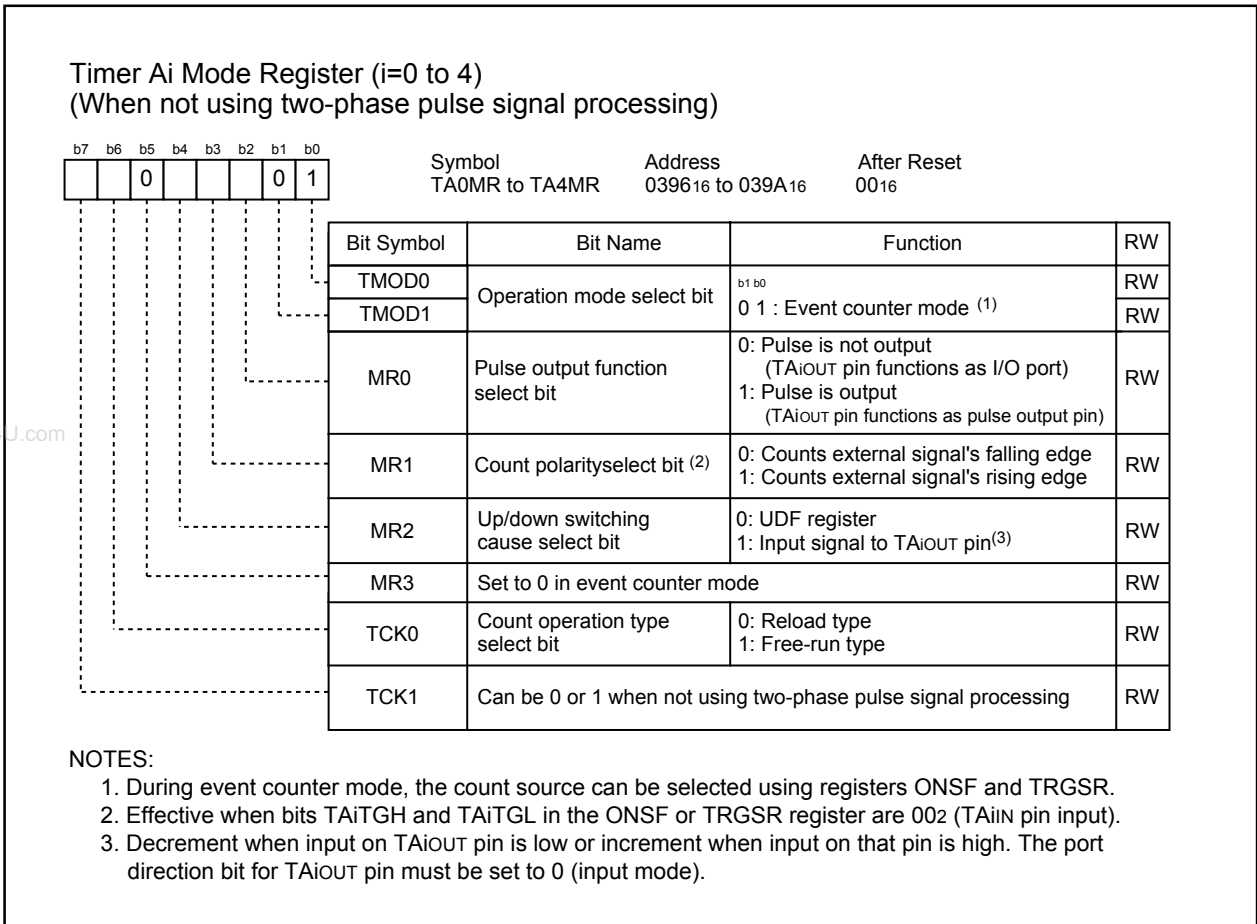 Timer Ai Mode Register (i=0 to 4)
(When not using two-phase pulse signal processing)
b7 b6 b5 b4 b3 b2 b1 b0
0 0 1
Symbol Address After Reset
TA0MR to TA4MR 039616 to 039A16 0016
Bit Symbol Bit Name Function RW
TMOD0 Operation mode select bit b1 b0 RW
TMOD1 0 1 : Event counter mode (1) RW
MR0 Pulse output function select bit 0: Pulse is not output
(TAiOUT pin functions as I/O port)
1: Pulse is output
(TAiOUT pin functions as pulse output pin) RW
MR1 Count polarityselect bit (2) 0: Counts external signal's falling edge
1: Counts external signal's rising edge RW
MR2 Up/down switching cause select bit 0: UDF register
1: Input signal to TAiOUT pin(3) RW
MR3 Set to 0 in event counter mode RW
TCK0 Count operation type select bit 0: Reload type
1: Free-run type RW
TCK1 Can be 0 or 1 when not using two-phase pulse signal processing RW
U.com
NOTES:
1. During event counter mode, the count source can be selected using registers ONSF and TRGSR.
2. Effective when bits TAiTGH and TAiTGL in the ONSF or TRGSR register are 002 (TAiIN pin input).
3. Decrement when input on TAiOUT pin is low or increment when input on that pin is high. The port
direction bit for TAiOUT pin must be set to 0 (input mode).